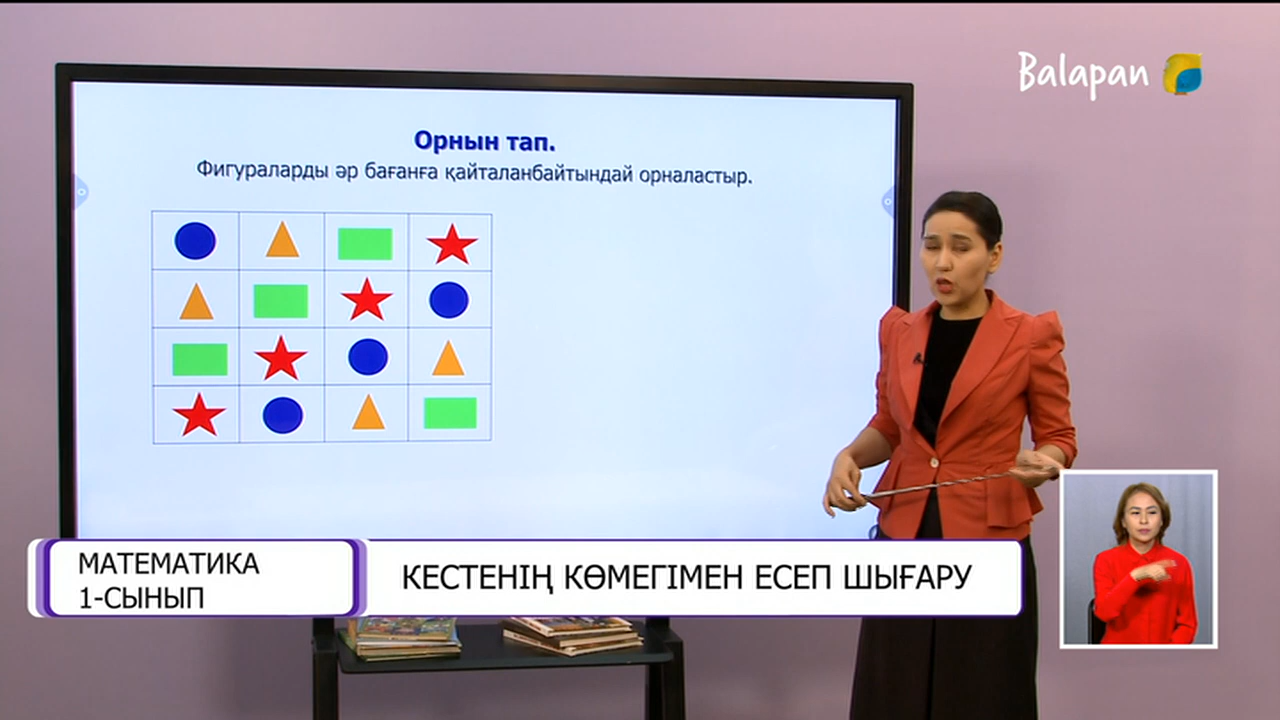 Balapan
Орнын тап.
Фигураларды әр бағанға қайталанбайтындай орналастыр.
МАТЕМАТИКА
1-СЫНЫП
КЕСТЕНІҢ КӨМЕГІМЕН ЕСЕП ШЫҒАРУ